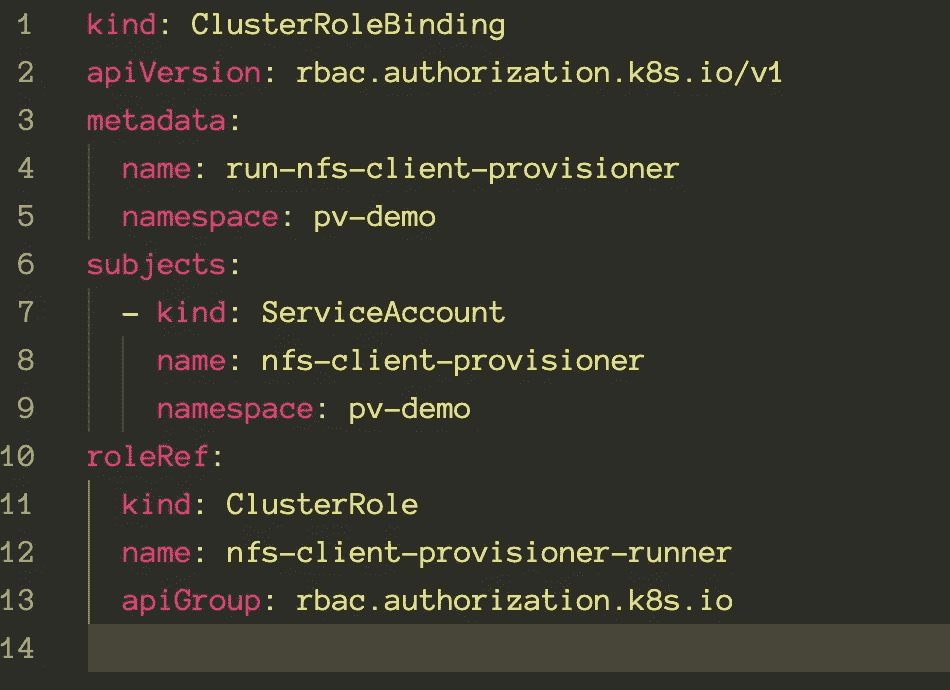 1 kind: ClusterRoleBinding
2 apiVersion: rbac.authorization.k8s.io/v1
3 metadata:
4   name: run-nfs-client-provisioner
5   namespace: pv-demo
6 subjects:
7   - kind: ServiceAccount
8     name: nfs-client-provisioner
9     namespace: pv-demo
10 roleRef:
11   kind: ClusterRole
12   name: nfs-client-provisioner-runner
13   apiGroup: rbac.authorization.k8s.io
14